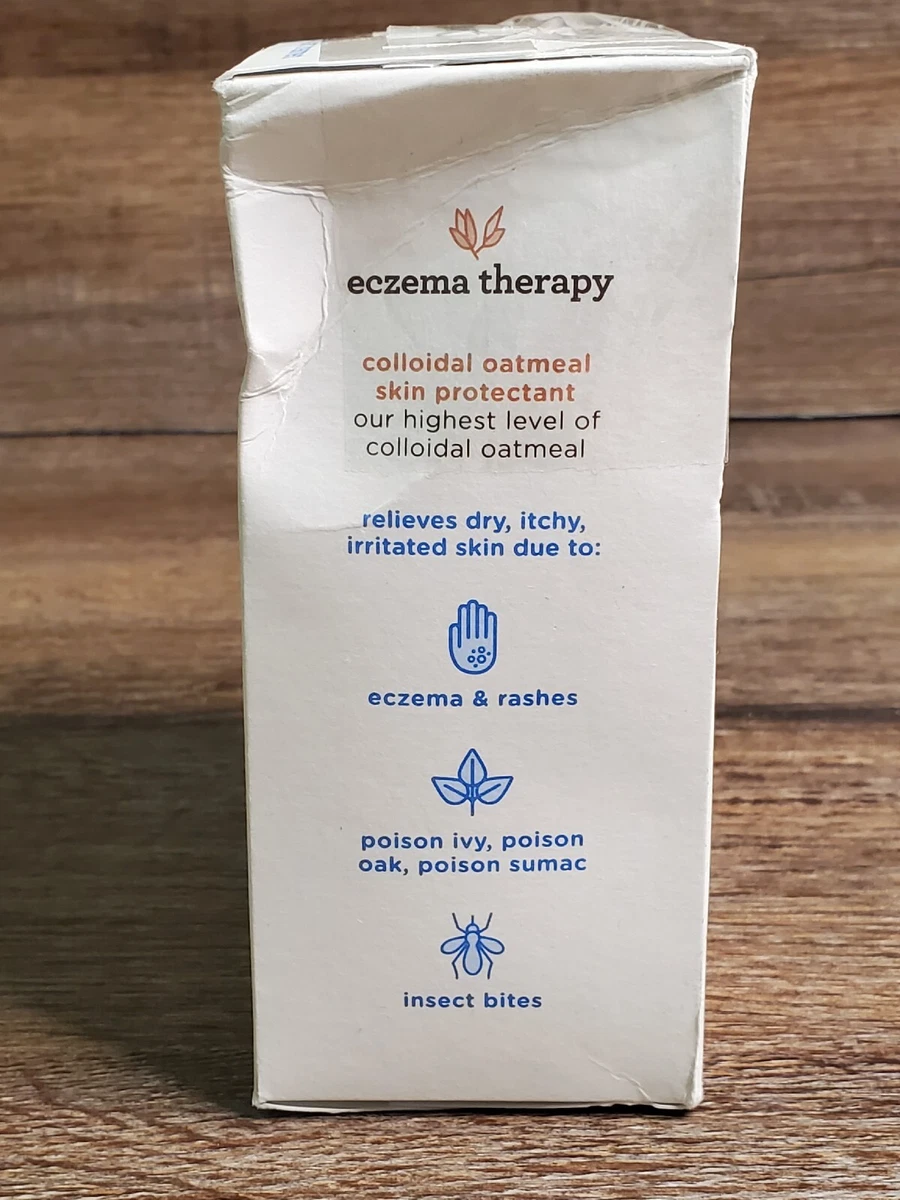 eczema therapy
colloidal oatmeal
skin protectant
our highest level of
colloidal oatmeal
relieves dry, itchy,
irritated skin due to:
eczema & rashes
poison ivy, poison
oak, poison sumac
insect bites